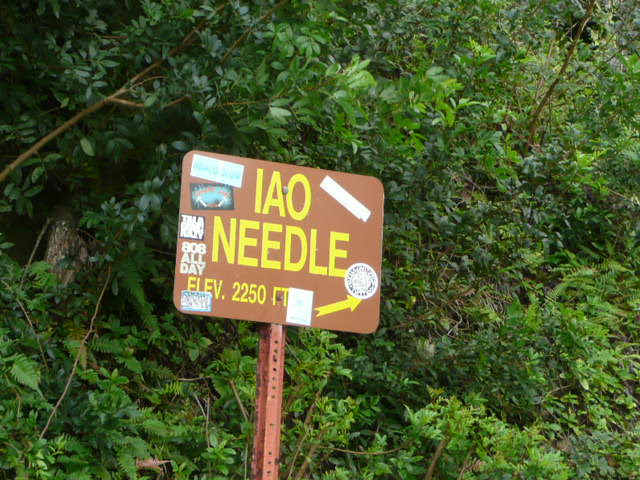 IAO
NEEDLE
ELEV. 2250 FT
808
ALL
DAY